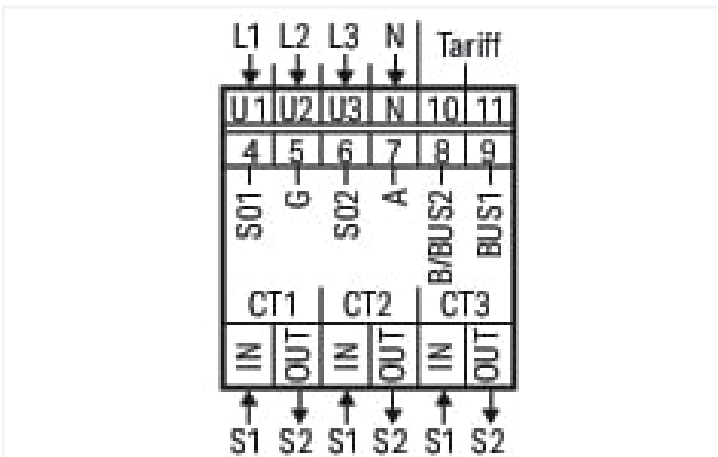 L1 L2 L3 N Tariff
U1 U2 U3 N 10 11
4 5 6 7 8 9
S01 G S02 A B/BUS2 BUS1
CT1 CT2 CT3
IN OUT IN OUT IN OUT
S1 S2 S1 S2 S1 S2